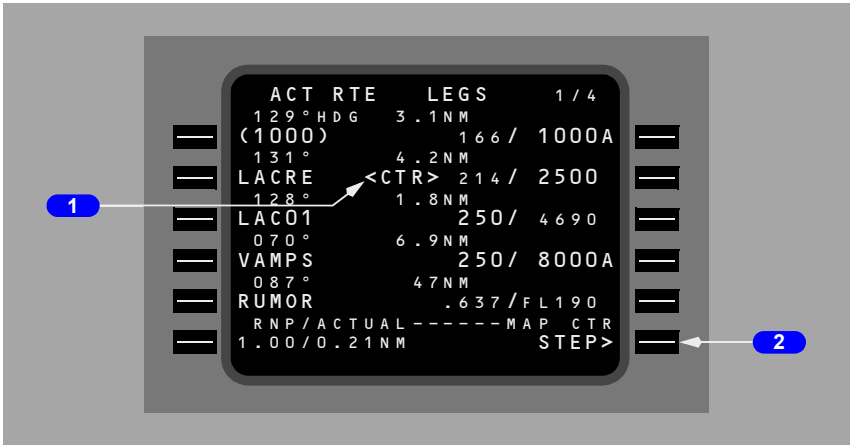 ACT RTE LEGS 1/4
129°HDG 3.1NM
(1000) 166/ 1000A
131° 4.2NM
LACRE <CTR> 214/ 2500
128° 1.8NM
LACO1 250/ 4690
070° 6.9NM
VAMPS 250/ 8000A
087° 47NM
RUMOR .637/FL190
RNP/ACTUAL------MAP CTR
1.00/0.21NM STEP>
1
2